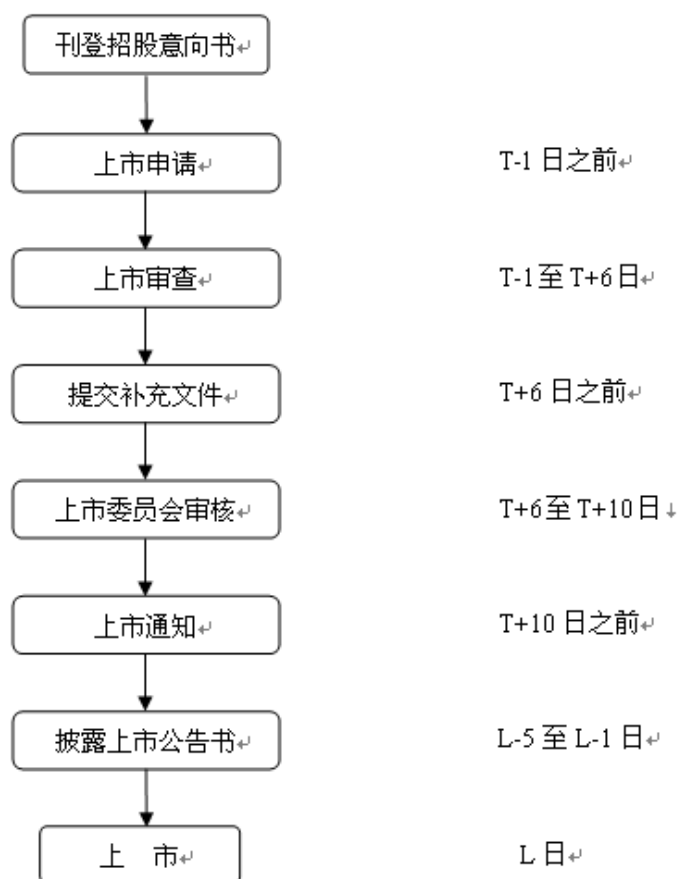 刊登招股意向书
上市申请 T-1 日之前
上市审查 T-1至 T+6日
提交补充文件 T+6 日之前
上市委员会审核 T+6至 T+10日
上市通知 T+10 日之前
披露上市公告书 L-5 至 L-1 日
上 市 L 日